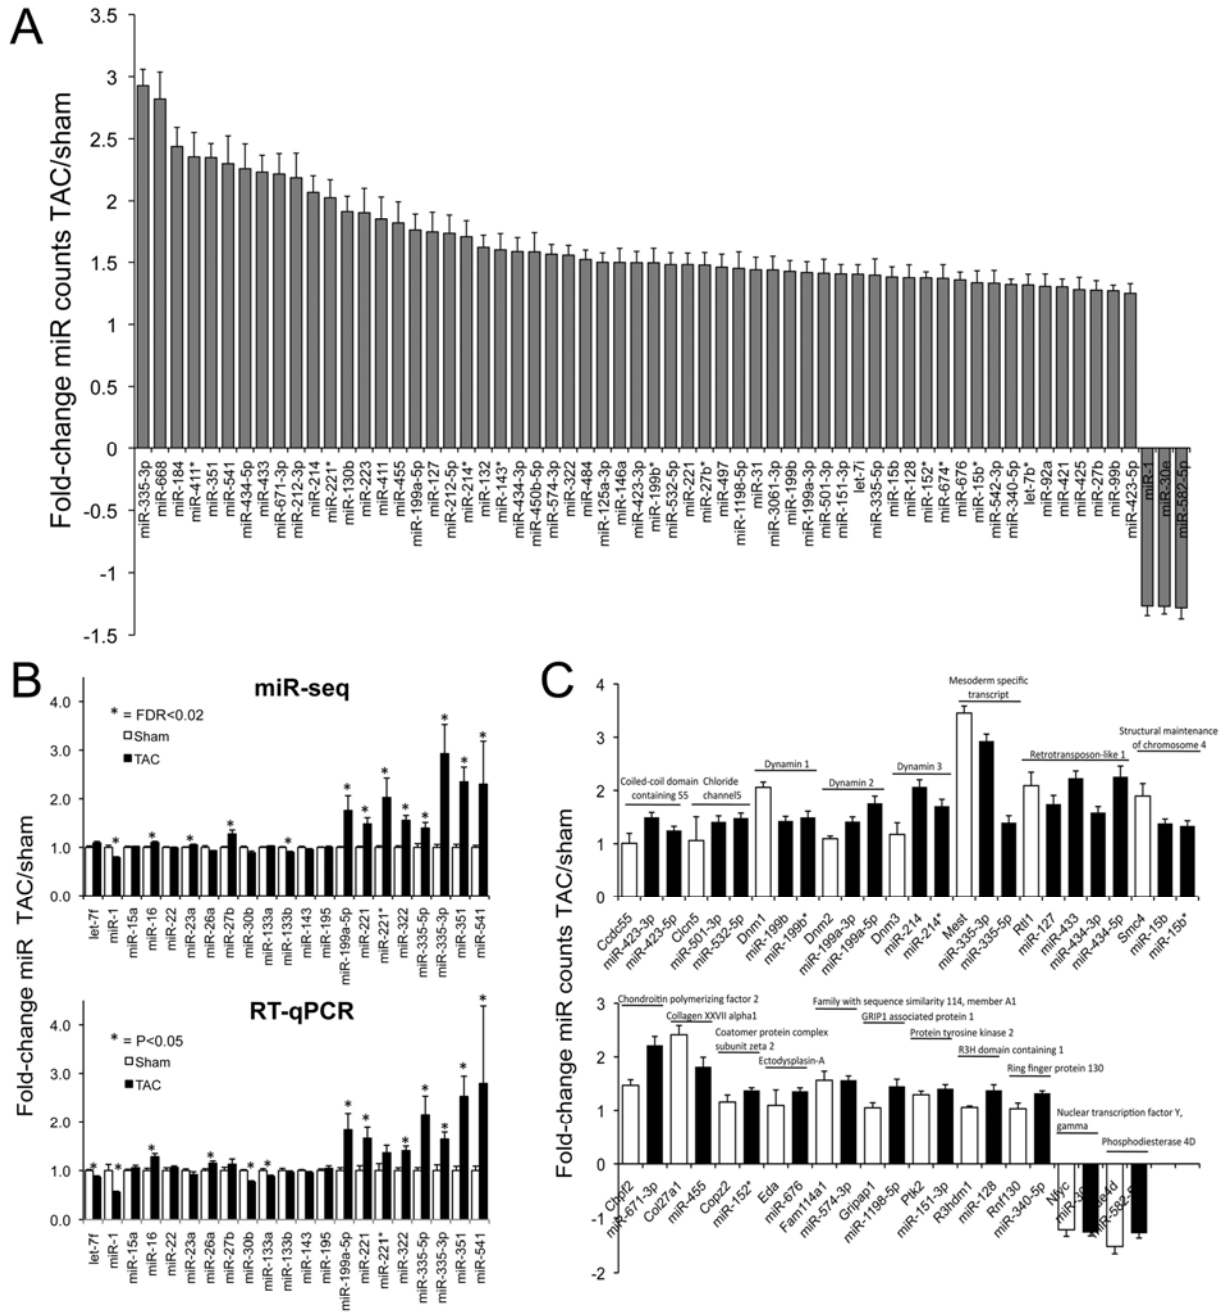 A
Fold-change miR counts TAC/sham
3.5
3
2.5
2
1.5
1
0.5
0
-0.5
-1
-1.5
miR-335-3p
miR-668
miR-184
miR-411*
miR-351
miR-541
miR-434-5p
miR-433
miR-671-3p
miR-212-3p
miR-214
miR-221*
miR-130b
miR-223
miR-411
miR-455
miR-199a-5p
miR-127
miR-212-5p
miR-214*
miR-132
miR-143*
miR-434-3p
miR-450b-5p
miR-574-3p
miR-322
miR-484
miR-125a-3p
miR-146a
miR-423-3p
miR-199b*
miR-532-5p
miR-221
miR-27b*
miR-497
miR-1198-5p
miR-31
miR-3061-3p
miR-199b
miR-199a-3p
miR-501-3p
miR-151-3p
let-7i
miR-335-5p
miR-15b
miR-128
miR-152*
miR-674*
miR-676
miR-15b*
miR-542-3p
miR-340-5p
let-7b*
miR-92a
miR-421
miR-425
miR-27b
miR-99b
miR-423-5p
miR-1
miR-30e
miR-582-5p
B
Fold-change miR TAC/sham
miR-seq
* = FDR<0.02
Sham
TAC
4.0
3.0
2.0
1.0
0.0
let-7f
miR-1
miR-15a
miR-16
miR-22
miR-23a
miR-26a
miR-27b
miR-30b
miR-133a
miR-133b
miR-143
miR-195
miR-199a-5p
miR-221
miR-221*
miR-322
miR-335-5p
miR-335-3p
miR-351
miR-541
RT-qPCR
* = P<0.05
Sham
TAC
4.0
3.0
2.0
1.0
0.0
let-7f
miR-1
miR-15a
miR-16
miR-22
miR-23a
miR-26a
miR-27b
miR-30b
miR-133a
miR-133b
miR-143
miR-195
miR-199a-5p
miR-221
miR-221*
miR-322
miR-335-5p
miR-335-3p
miR-351
miR-541
C
Fold-change miR counts TAC/sham
4
3
2
1
0
Coiled-coil domain
containing 55
Chloride
channel5
Dynamin 1
Dynamin 2
Dynamin 3
Mesoderm specific
transcript
Retrotransposon-like 1
Structural maintenance
of chromosome 4
Ccdc55
miR-423-3p
miR-423-5p
Clcn5
miR-501-3p
miR-532-5p
Dnm1
miR-199b
miR-199b*
Dnm2
miR-199a-3p
miR-199a-5p
Dnm3
miR-214
miR-214*
Mest
miR-335-3p
miR-335-5p
Rtl1
miR-127
miR-433
miR-434-3p
miR-434-5p
Smc4
miR-15b
miR-15b*
3
2
1
0
-1
-2
Chondroitin polymerizing factor 2
Collagen XXVII alpha1
Coatomer protein complex
subunit zeta 2
Ectodysplasin-A
Family with sequence similarity 114, member A1
GRIP1 associated protein 1
Protein tyrosine kinase 2
R3H domain containing 1
Ring finger protein 130
Nuclear transcription factor Y,
gamma
Phosphodiesterase 4D
Chpf2
miR-671-3p
Col27a1
miR-455
Copz2
miR-152*
Eda
miR-676
Fam114a1
miR-574-3p
Gripap1
miR-1198-5p
Ptk2
miR-151-3p
R3hdm1
miR-128
Rnf130
miR-340-5p
Nfyc